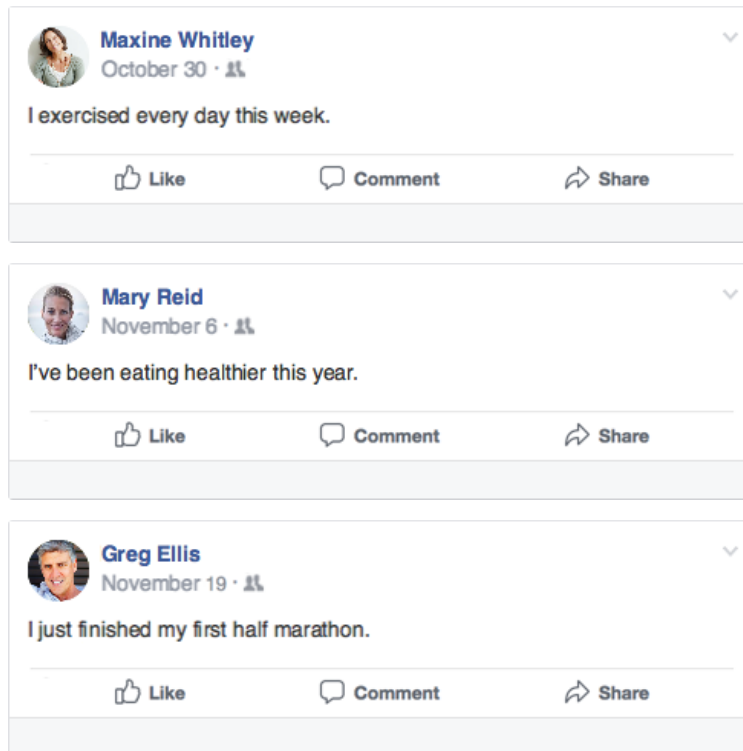 Maxine Whitley
October 30 ·
I exercised every day this week.
Like Comment Share
Mary Reid
November 6 ·
I've been eating healthier this year.
Like Comment Share
Greg Ellis
November 19 ·
I just finished my first half marathon.
Like Comment Share